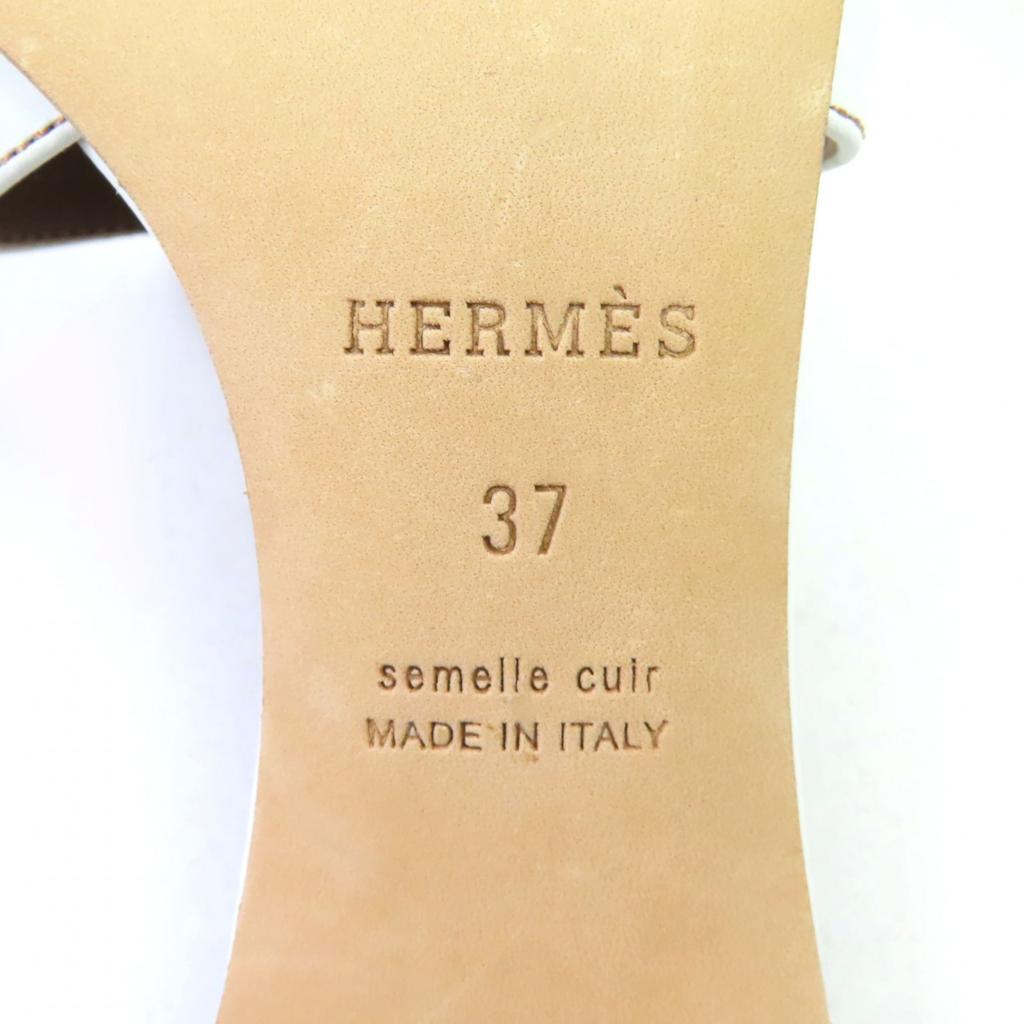 HERMÈS
37
semelle cuir
MADE IN ITALY